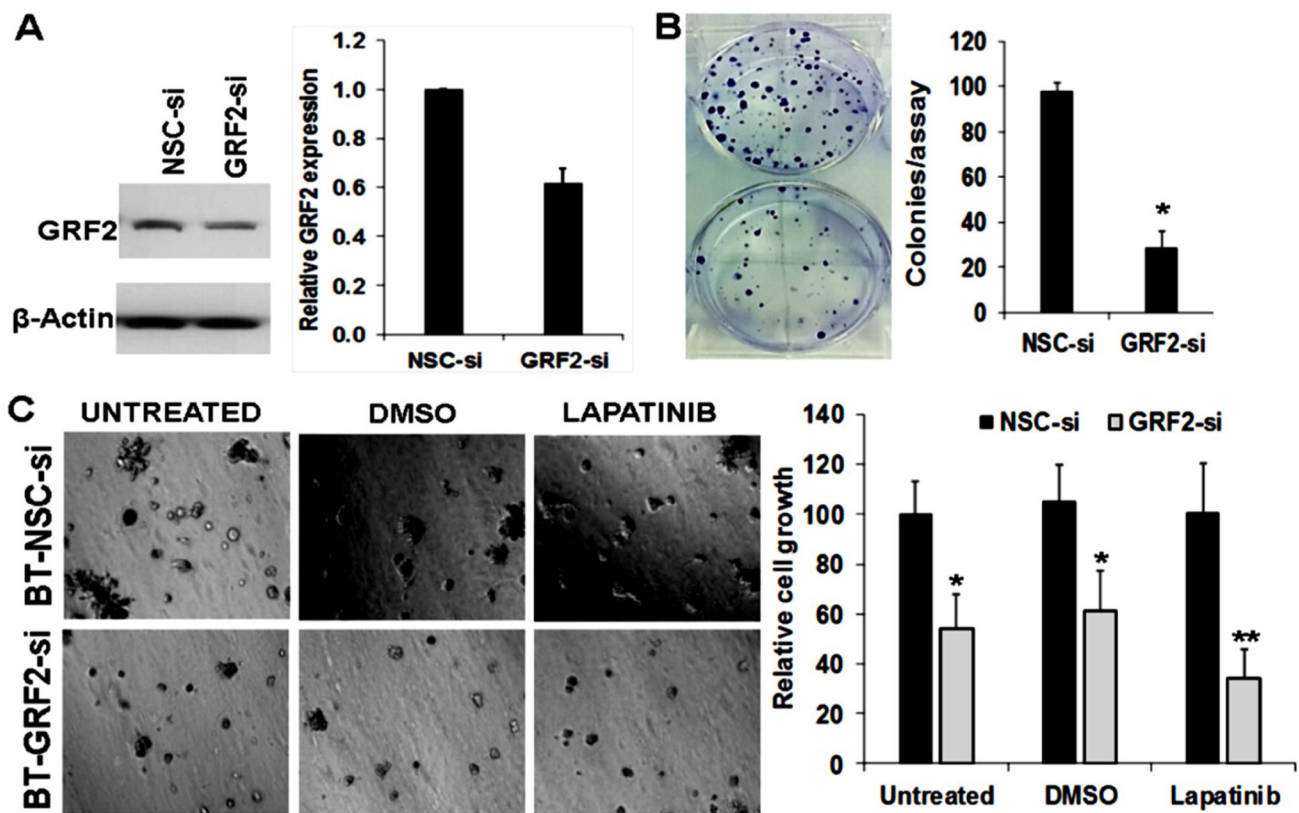 A
NSC-si
GRF2-si
GRF2
β-Actin
Relative GRF2 expression
1.2
1.0
0.8
0.6
0.4
0.2
0.0
NSC-si
GRF2-si
B
Colonies/assay
120
100
80
60
40
20
0
*
NSC-si
GRF2-si
C
UNTREATED
DMSO
LAPATINIB
BT-NSC-si
BT-GRF2-si
Relative cell growth
140
120
100
80
60
40
20
0
NSC-si
GRF2-si
*
*
**
Untreated
DMSO
Lapatinib